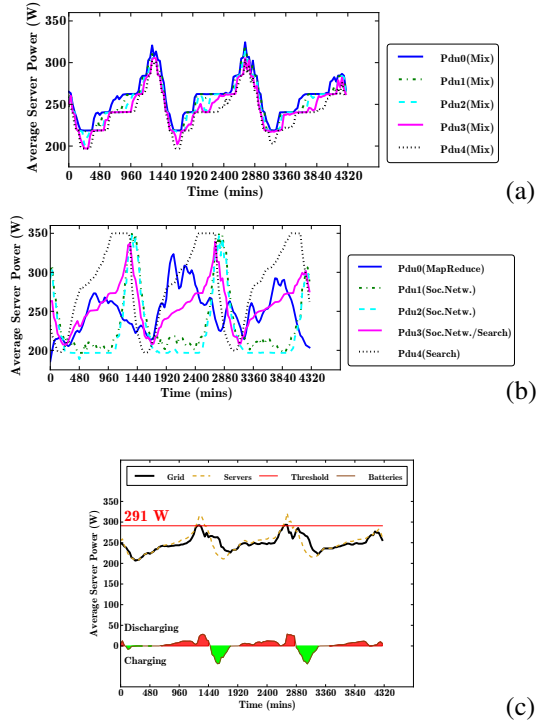 350
300
250
200
Average Server Power (W)
0 480 960 1440 1920 2400 2880 3360 3840 4320
Time (mins)
Pdu0(Mix)
Pdu1(Mix)
Pdu2(Mix)
Pdu3(Mix)
Pdu4(Mix)
(a)
350
300
250
200
Average Server Power (W)
0 480 960 1440 1920 2400 2880 3360 3840 4320
Time (mins)
Pdu0(MapReduce)
Pdu1(Soc.Netw.)
Pdu2(Soc.Netw.)
Pdu3(Soc.Netw./Search)
Pdu4(Search)
(b)
Grid Servers Threshold Batteries
291 W
350
300
250
200
150
100
50
0
Average Server Power (W)
Discharging
Charging
0 480 960 1440 1920 2400 2880 3360 3840 4320
Time (mins)
(c)